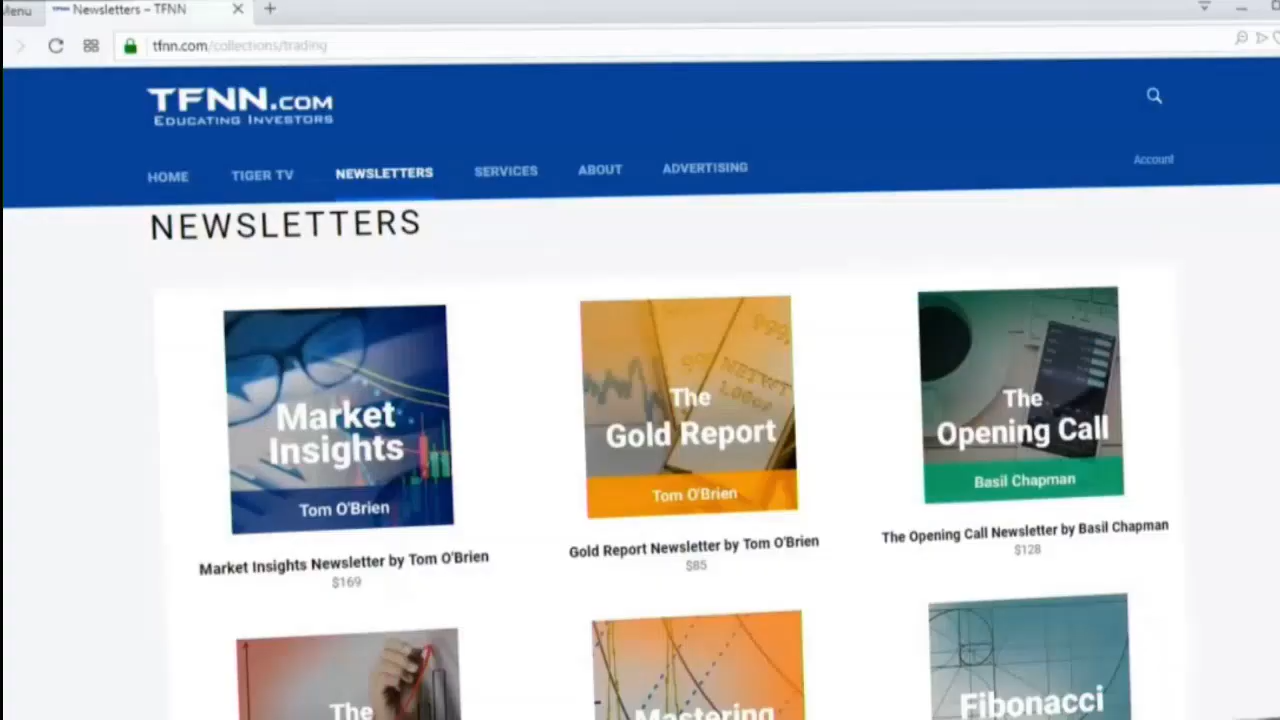 Menu
Newsletters – TFNN
tfnn.com/collections/trading
TFNN.COM
EDUCATING INVESTORS
HOME TIGER TV NEWSLETTERS SERVICES ABOUT ADVERTISING
Account
NEWSLETTERS
Market
Insights
Tom O'Brien
Market Insights Newsletter by Tom O'Brien
$169
The
Gold Report
Tom O'Brien
Gold Report Newsletter by Tom O'Brien
$85
The
Opening Call
Basil Chapman
The Opening Call Newsletter by Basil Chapman
$128
The
Mastering
Fibonacci